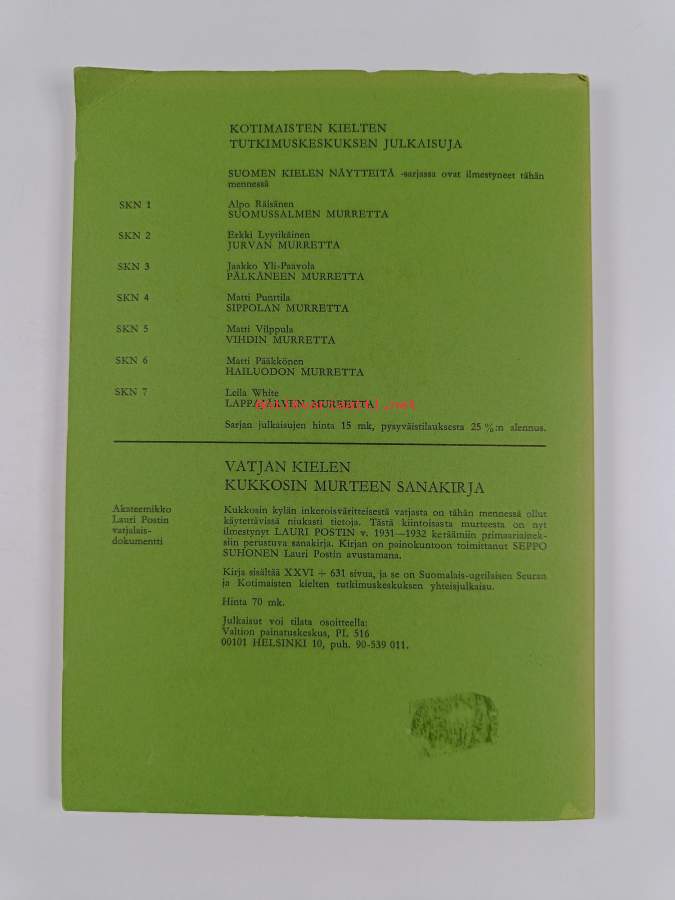 KOTIMAISTEN KIELTEN
TUTKIMUSKESKUKSEN JULKAISUJA
SUOMEN KIELEN NÄYTTEITÄ -sarjassa ovat ilmestyneet tähän
mennessä
SKN 1 Alpo Räisänen
SUOMUSSALMEN MURRETTA
SKN 2 Erkki Lyytikäinen
JURVAN MURRETTA
SKN 3 Jaakko Yli-Paavola
PÄLKÄNEEN MURRETTA
SKN 4 Matti Punttila
SIPPOLAN MURRETTA
SKN 5 Matti Vilppula
VIHDIN MURRETTA
SKN 6 Matti Pääkkönen
HAILUODON MURRETTA
SKN 7 Leila White
LAPPAJÄRVEN MURRETTA
Sarjan julkaisujen hinta 15 mk, pysyväistilauksesta 25 %:n alennus.
VATJAN KIELEN
KUKKOSIN MURTEEN SANAKIRJA
Akateemikko
Lauri Postin
vatjalais-
dokumentti
Kukkosin kylän inkeroisväritteisestä vatjasta on tähän mennessä ollut
käytettävissä niukasti tietoja. Tästä kiintoisasta murteesta on nyt
ilmestynyt LAURI POSTIN v. 1931—1932 keräämiin primaariainek-
siin perustuva sanakirja. Kirjan on painokuntoon toimittanut SEPPO
SUHONEN Lauri Postin avustamana.
Kirja sisältää XXVI + 631 sivua, ja se on Suomalais-ugrilaisen Seuran
ja Kotimaisten kielten tutkimuskeskuksen yhteisjulkaisu.
Hinta 70 mk.
Julkaisut voi tilata osoitteella:
Valtion painatuskeskus, PL 516
00101 HELSINKI 10, puh. 90-539 011.